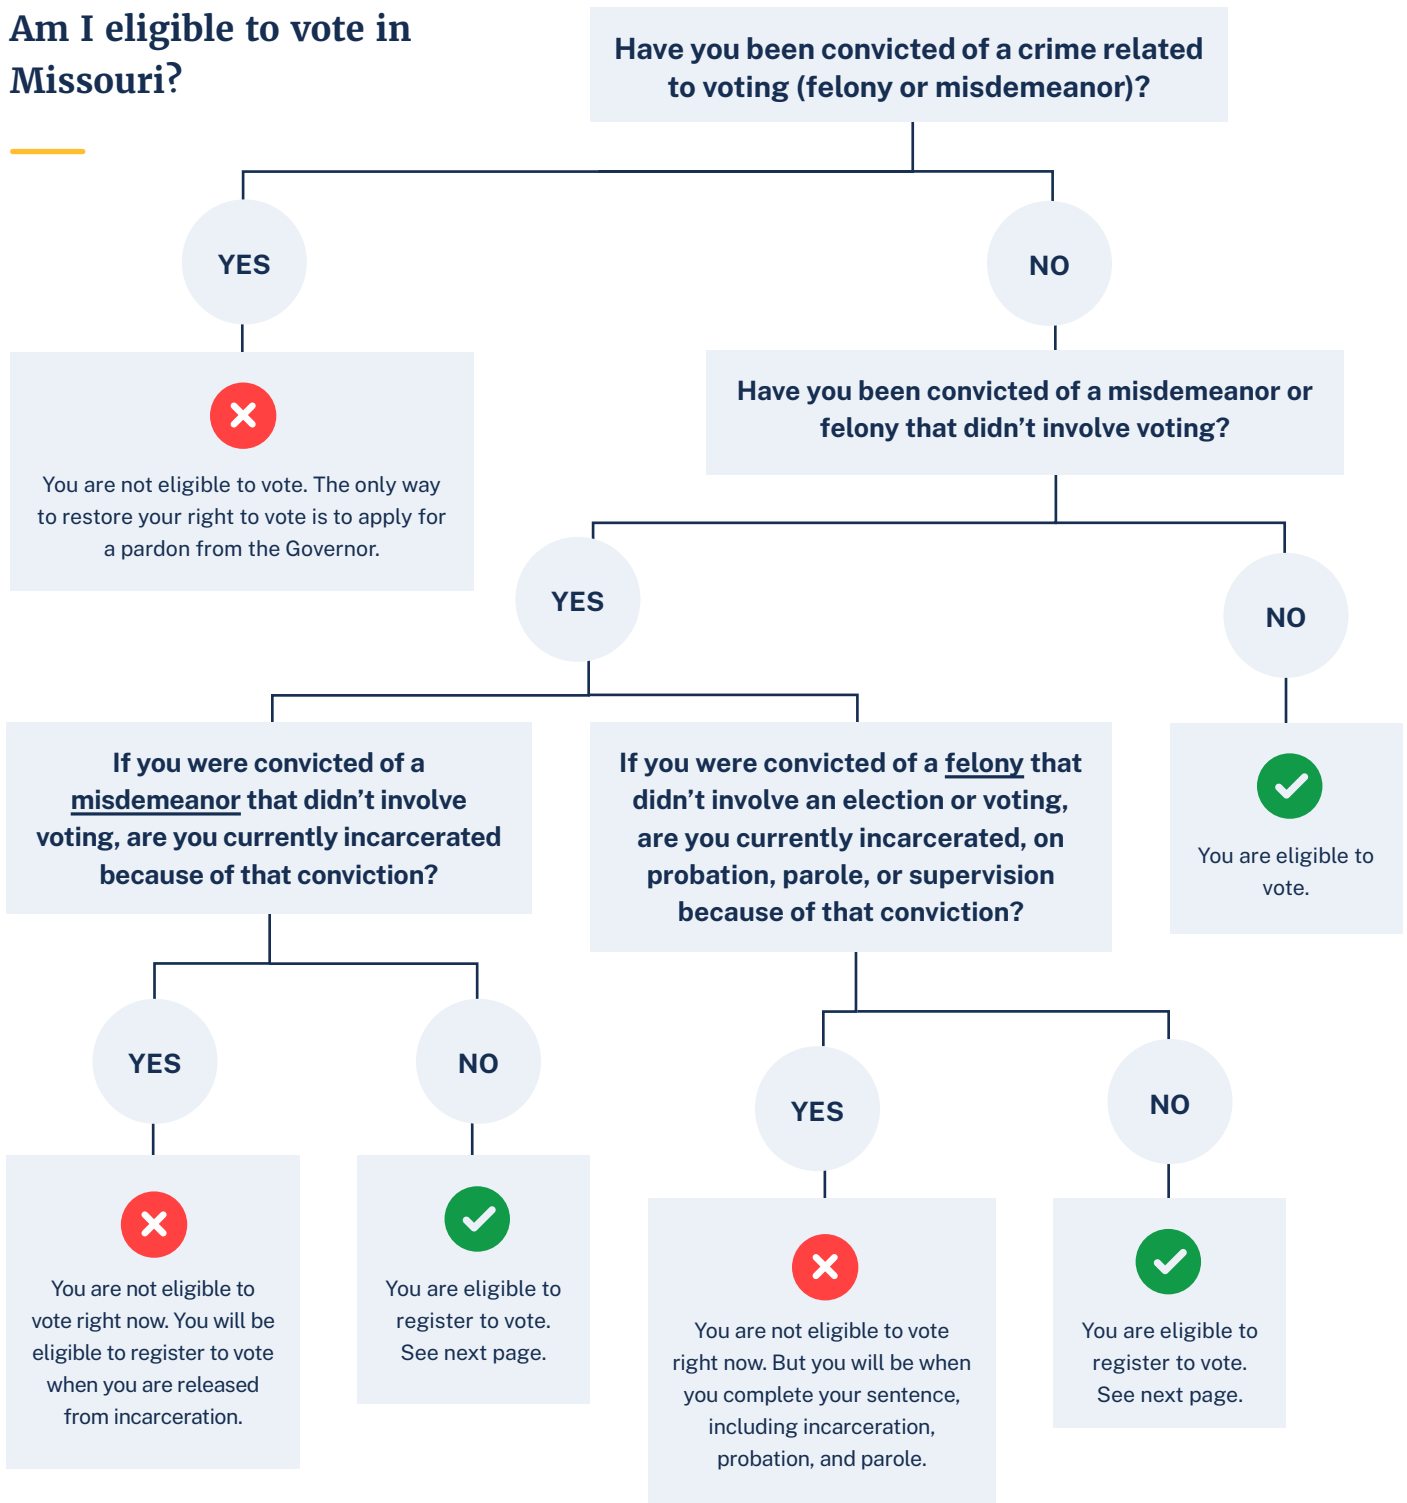 Am I eligible to vote in
Missouri?
Have you been convicted of a crime related
to voting (felony or misdemeanor)?
YES
NO
You are not eligible to vote. The only way
to restore your right to vote is to apply for
a pardon from the Governor.
Have you been convicted of a misdemeanor or
felony that didn’t involve voting?
YES
NO
If you were convicted of a
misdemeanor that didn’t involve
voting, are you currently incarcerated
because of that conviction?
If you were convicted of a felony that
didn’t involve an election or voting,
are you currently incarcerated, on
probation, parole, or supervision
because of that conviction?
You are eligible to
vote.
YES
NO
YES
NO
You are not eligible to
vote right now. You will be
eligible to register to vote
when you are released
from incarceration.
You are eligible to
register to vote.
See next page.
You are not eligible to vote
right now. But you will be when
you complete your sentence,
including incarceration,
probation, and parole.
You are eligible to
register to vote.
See next page.